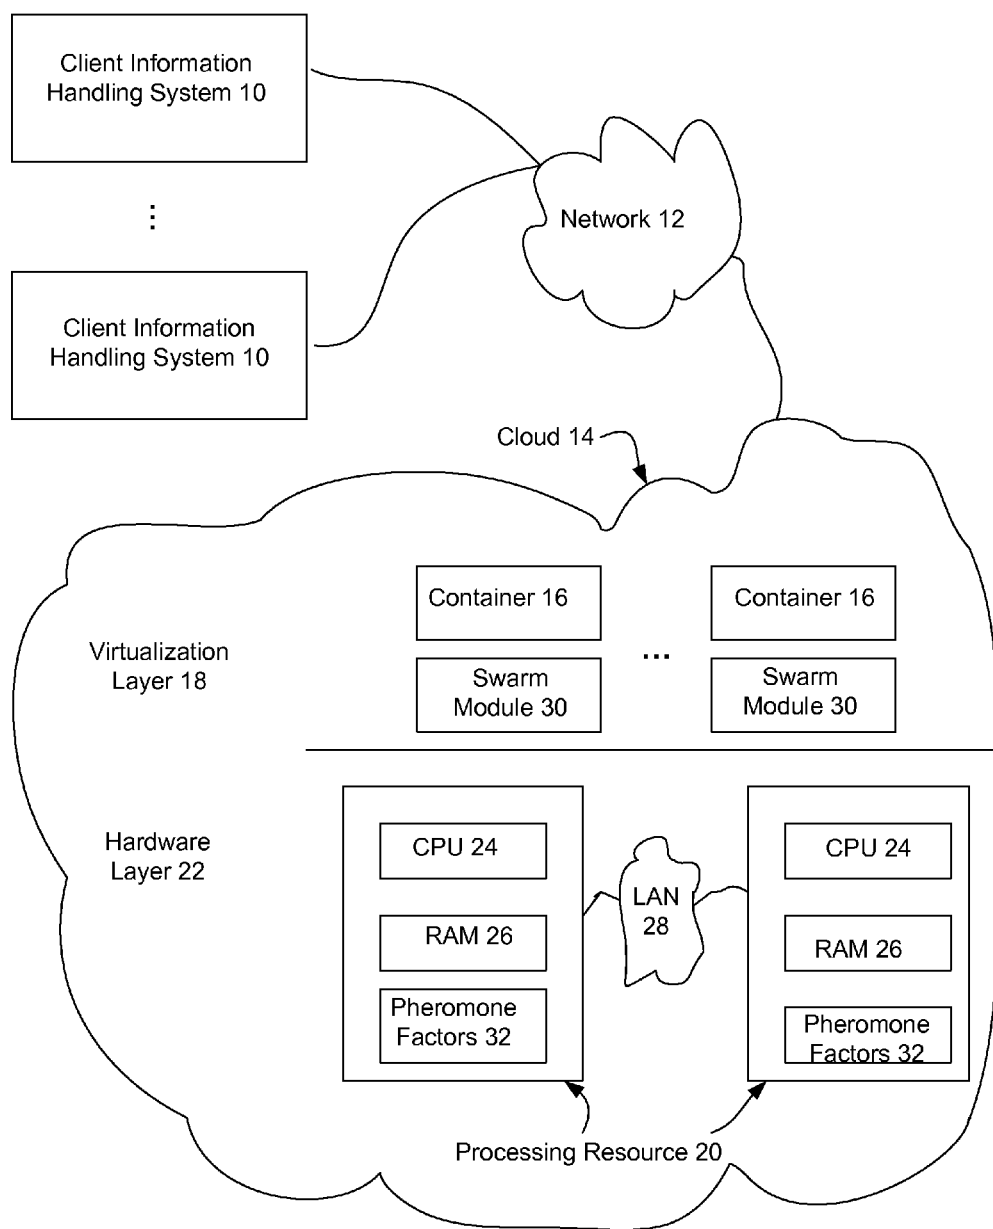 Client Information
Handling System 10
Network 12
Client Information
Handling System 10
Cloud 14
Container 16
Container 16
Virtualization
Layer 18
Swarm
Module 30
Swarm
Module 30
Hardware
Layer 22
CPU 24
RAM 26
Pheromone
Factors 32
LAN
28
CPU 24
RAM 26
Pheromone
Factors 32
Processing Resource 20